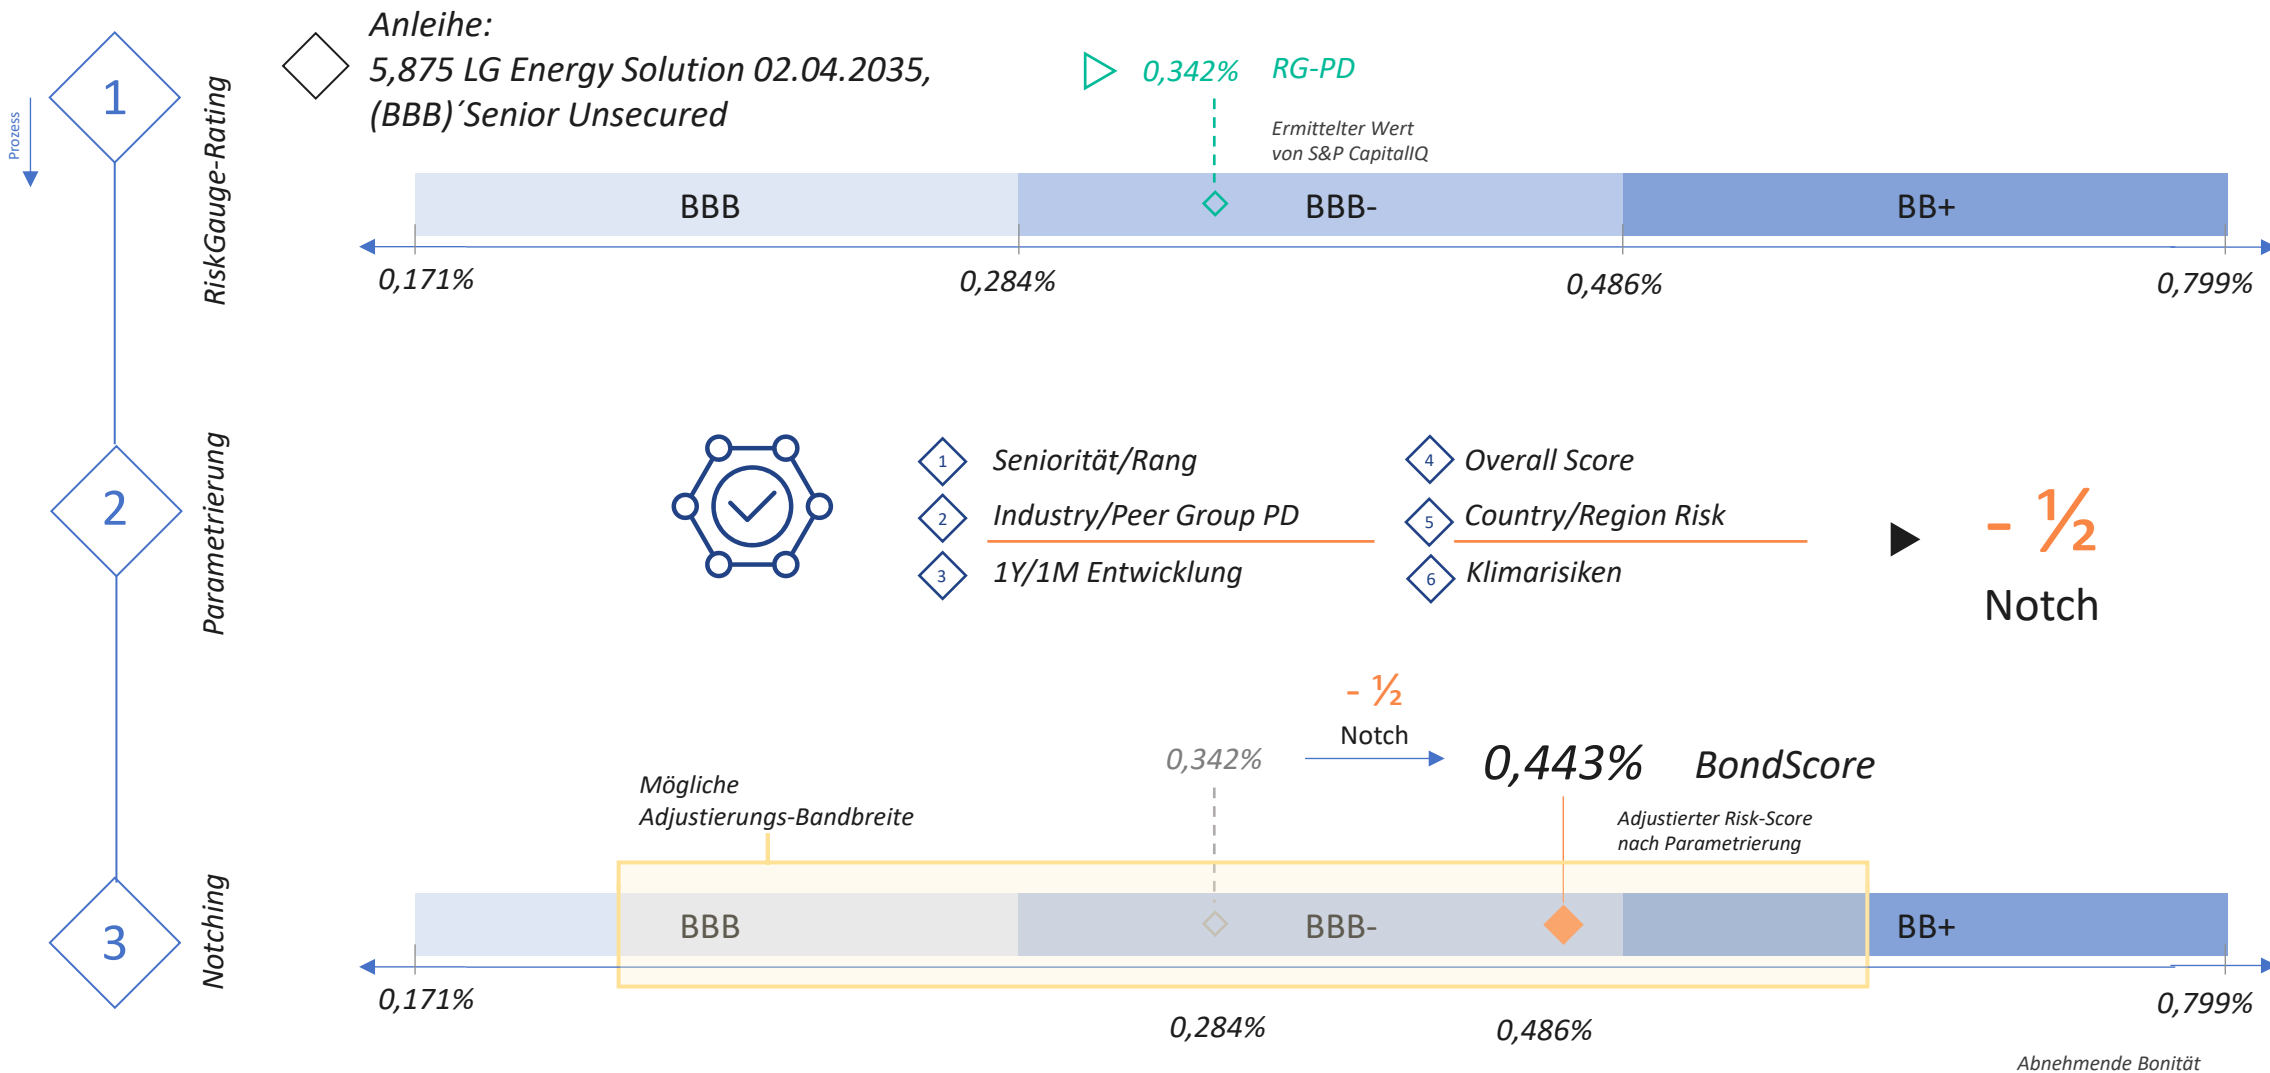 Anleihe:
5,875 LG Energy Solution 02.04.2035,
(BBB)´Senior Unsecured
1
Prozess
RiskGauge-Rating
0,342% RG-PD
Ermittelter Wert
von S&P CapitalIQ
BBB BBB- BB+
0,171% 0,284% 0,486% 0,799%
2
Parametrierung
1 Seniorität/Rang
2 Industry/Peer Group PD
3 1Y/1M Entwicklung
4 Overall Score
5 Country/Region Risk
6 Klimarisiken
- ½
Notch
3
Notching
- ½
Notch
0,342%
0,443% BondScore
Mögliche
Adjustierungs-Bandbreite
Adjustierter Risk-Score
nach Parametrierung
BBB BBB- BB+
0,171% 0,284% 0,486% 0,799%
Abnehmende Bonität